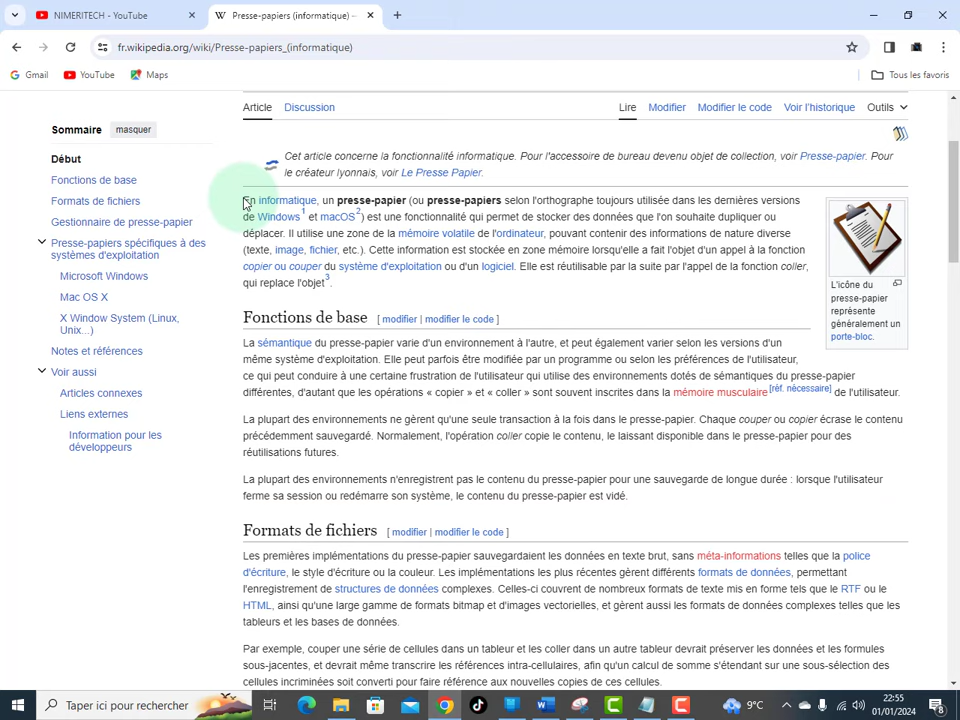 NIMERITECH - YouTube
Presse-papiers (informatique) –
fr.wikipedia.org/wiki/Presse-papiers_(informatique)
Gmail
YouTube
Maps
Tous les favoris
Article
Discussion
Lire
Modifier
Modifier le code
Voir l'historique
Outils
Sommaire
masquer
Début
Fonctions de base
Formats de fichiers
Gestionnaire de presse-papier
Presse-papiers spécifiques à des
systèmes d'exploitation
Microsoft Windows
Mac OS X
X Window System (Linux,
Unix...)
Notes et références
Voir aussi
Articles connexes
Liens externes
Information pour les
développeurs
Cet article concerne la fonctionnalité informatique. Pour l'accessoire de bureau devenu objet de collection, voir Presse-papier. Pour
le créateur lyonnais, voir Le Presse Papier.
En informatique, un presse-papier (ou presse-papiers selon l'orthographe toujours utilisée dans les dernières versions
de Windows1 et macOS2) est une fonctionnalité qui permet de stocker des données que l'on souhaite dupliquer ou
déplacer. Il utilise une zone de la mémoire volatile de l'ordinateur, pouvant contenir des informations de nature diverse
(texte, image, fichier, etc.). Cette information est stockée en zone mémoire lorsqu'elle a fait l'objet d'un appel à la fonction
copier ou couper du système d'exploitation ou d'un logiciel. Elle est réutilisable par la suite par l'appel de la fonction coller,
qui replace l'objet3.
L'icône du
presse-papier
représente
généralement un
porte-bloc.
Fonctions de base [ modifier | modifier le code ]
La sémantique du presse-papier varie d'un environnement à l'autre, et peut également varier selon les versions d'un
même système d'exploitation. Elle peut parfois être modifiée par un programme ou selon les préférences de l'utilisateur,
ce qui peut conduire à une certaine frustration de l'utilisateur qui utilise des environnements dotés de sémantiques du presse-papier
différentes, d'autant que les opérations « copier » et « coller » sont souvent inscrites dans la mémoire musculaire[réf. nécessaire] de l'utilisateur.
La plupart des environnements ne gèrent qu'une seule transaction à la fois dans le presse-papier. Chaque couper ou copier écrase le contenu
précédemment sauvegardé. Normalement, l'opération coller copie le contenu, le laissant disponible dans le presse-papier pour des
réutilisations futures.
La plupart des environnements n'enregistrent pas le contenu du presse-papier pour une sauvegarde de longue durée : lorsque l'utilisateur
ferme sa session ou redémarre son système, le contenu du presse-papier est vidé.
Formats de fichiers [ modifier | modifier le code ]
Les premières implémentations du presse-papier sauvegardaient les données en texte brut, sans méta-informations telles que la police
d'écriture, le style d'écriture ou la couleur. Les implémentations les plus récentes gèrent différents formats de données, permettant
l'enregistrement de structures de données complexes. Celles-ci couvrent de nombreux formats de texte mis en forme tels que le RTF ou le
HTML, ainsi qu'une large gamme de formats bitmap et d'images vectorielles, et gèrent aussi les formats de données complexes telles que les
tableurs et les bases de données.
Par exemple, couper une série de cellules dans un tableur et les coller dans un autre tableur devrait préserver les données et les formules
sous-jacentes, et devrait même transcrire les références intra-cellulaires, afin qu'un calcul de somme s'étendant sur une sous-sélection des
cellules incriminées soit converti pour faire référence aux nouvelles copies de ces cellules.
Taper ici pour rechercher
9°C
22:55
01/01/2024
8